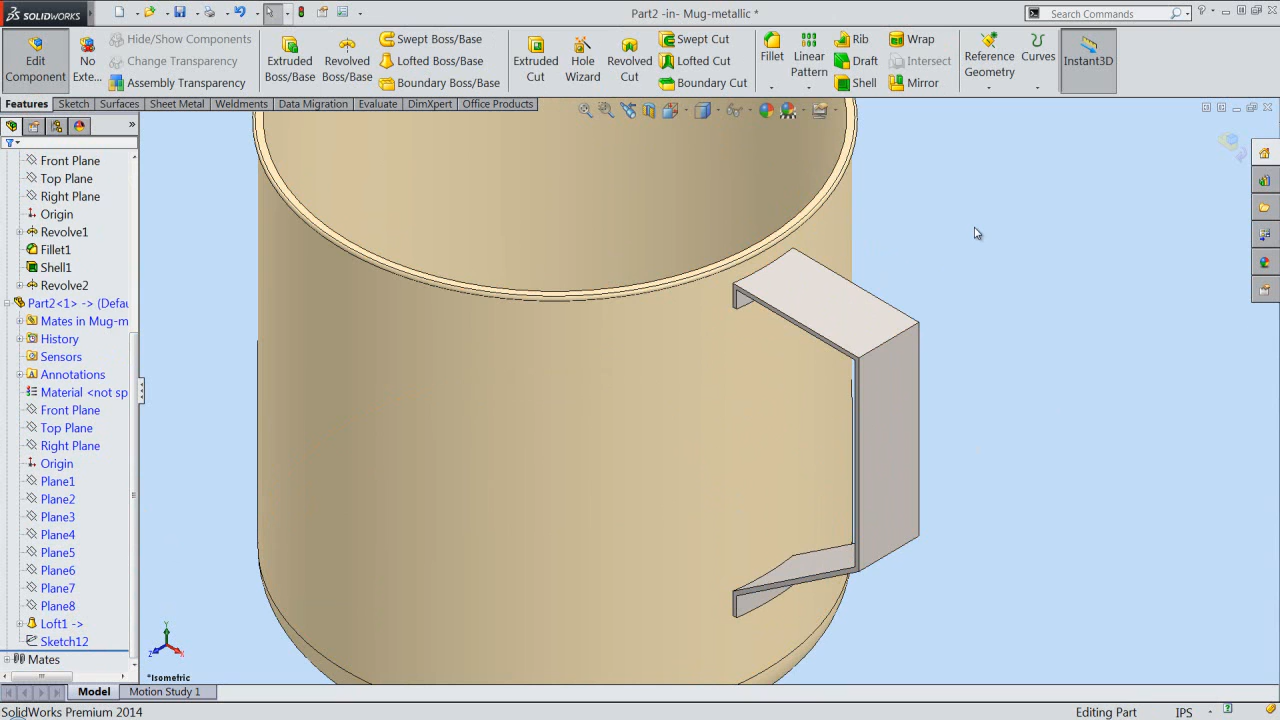 SOLIDWORKS
Part2 -in- Mug-metallic *
Search Commands
Edit Component
No Exte...
Hide/Show Components
Change Transparency
Assembly Transparency
Extruded Boss/Base
Revolved Boss/Base
Swept Boss/Base
Lofted Boss/Base
Boundary Boss/Base
Extruded Cut
Hole Wizard
Revolved Cut
Swept Cut
Lofted Cut
Boundary Cut
Fillet
Linear Pattern
Rib
Draft
Shell
Wrap
Intersect
Mirror
Reference Geometry
Curves
Instant3D
Features
Sketch
Surfaces
Sheet Metal
Weldments
Data Migration
Evaluate
DimXpert
Office Products
Front Plane
Top Plane
Right Plane
Origin
Revolve1
Fillet1
Shell1
Revolve2
Part2<1> -> (Defau
Mates in Mug-m
History
Sensors
Annotations
Material <not sp
Front Plane
Top Plane
Right Plane
Origin
Plane1
Plane2
Plane3
Plane4
Plane5
Plane6
Plane7
Plane8
Loft1 ->
Sketch12
Mates
Y
Z
X
*Isometric
Model
Motion Study 1
SolidWorks Premium 2014
Editing Part
IPS